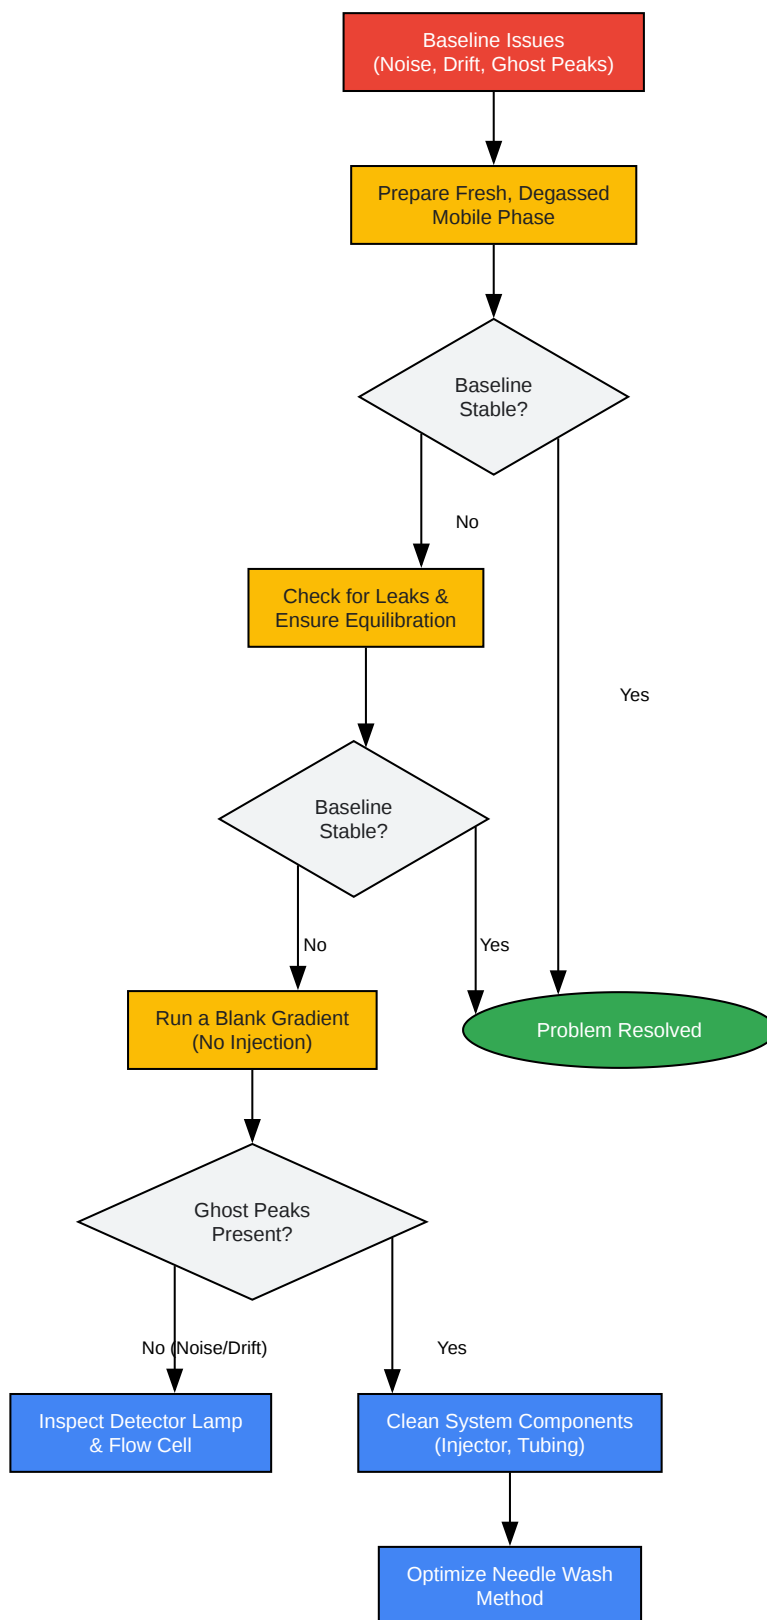 Baseline Issues
(Noise, Drift, Ghost Peaks)
Prepare Fresh, Degassed
Mobile Phase
Baseline
Stable?
No
Check for Leaks &
Ensure Equilibration
Yes
Baseline
Stable?
No
Yes
Run a Blank Gradient
(No Injection)
Problem Resolved
Ghost Peaks
Present?
No (Noise/Drift)
Yes
Inspect Detector Lamp
& Flow Cell
Clean System Components
(Injector, Tubing)
Optimize Needle Wash
Method